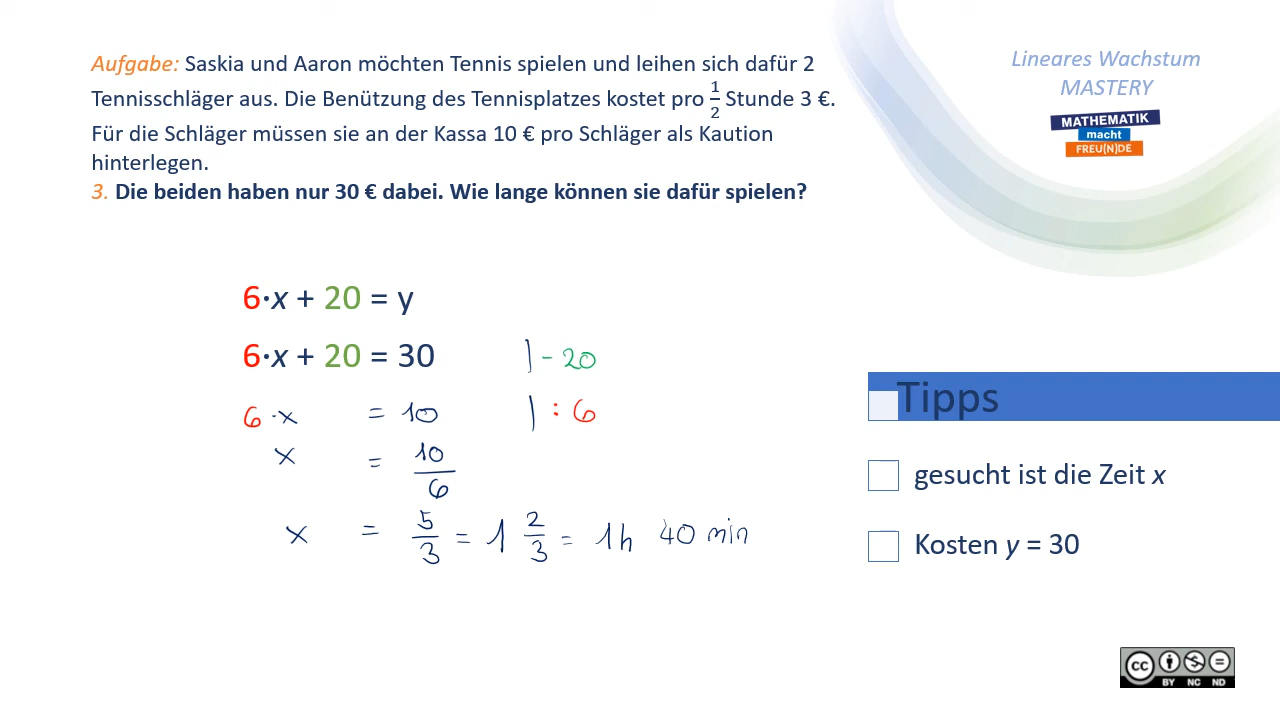 Aufgabe: Saskia und Aaron möchten Tennis spielen und leihen sich dafür 2
Tennisschläger aus. Die Benützung des Tennisplatzes kostet pro 1/2 Stunde 3 €.
Für die Schläger müssen sie an der Kassa 10 € pro Schläger als Kaution
hinterlegen.
3. Die beiden haben nur 30 € dabei. Wie lange können sie dafür spielen?
Lineares Wachstum
MASTERY
MATHEMATIK
macht
FREU(N)DE
6·x + 20 = y
6·x + 20 = 30 | - 20
6 ·x = 10 | : 6
x = 10/6
x = 5/3 = 1 2/3 = 1h 40 min
Tipps
gesucht ist die Zeit x
Kosten y = 30
cc
BY NC ND